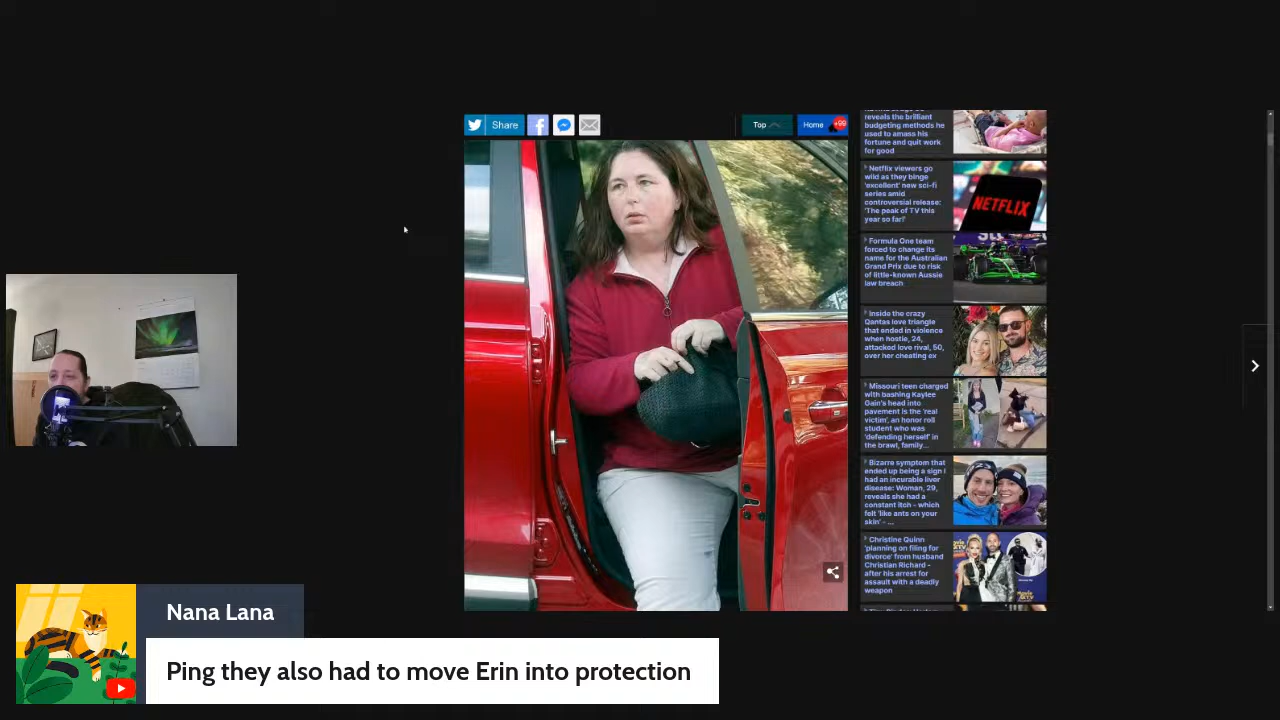 Share
Top
Home
+99
reveals the brilliant
budgeting methods he
used to amass his
fortune and quit work
for good
Netflix viewers go
wild as they binge
'excellent' new sci-fi
series amid
controversial release:
'The peak of TV this
year so far!'
NETFLIX
Formula One team
forced to change its
name for the Australian
Grand Prix due to risk
of little-known Aussie
law breach
Inside the crazy
Qantas love triangle
that ended in violence
when hostie, 24,
attacked love rival, 50,
over her cheating ex
Missouri teen charged
with bashing Kaylee
Gain's head into
pavement is the 'real
victim', an honor roll
student who was
'defending herself' in
the brawl, family...
Bizarre symptom that
ended up being a sign I
had an incurable liver
disease: Woman, 29,
reveals she had a
constant itch - which
felt 'like ants on your
skin' - ...
Christine Quinn
'planning on filing for
divorce' from husband
Christian Richard -
after his arrest for
assault with a deadly
weapon
Nana Lana
Ping they also had to move Erin into protection